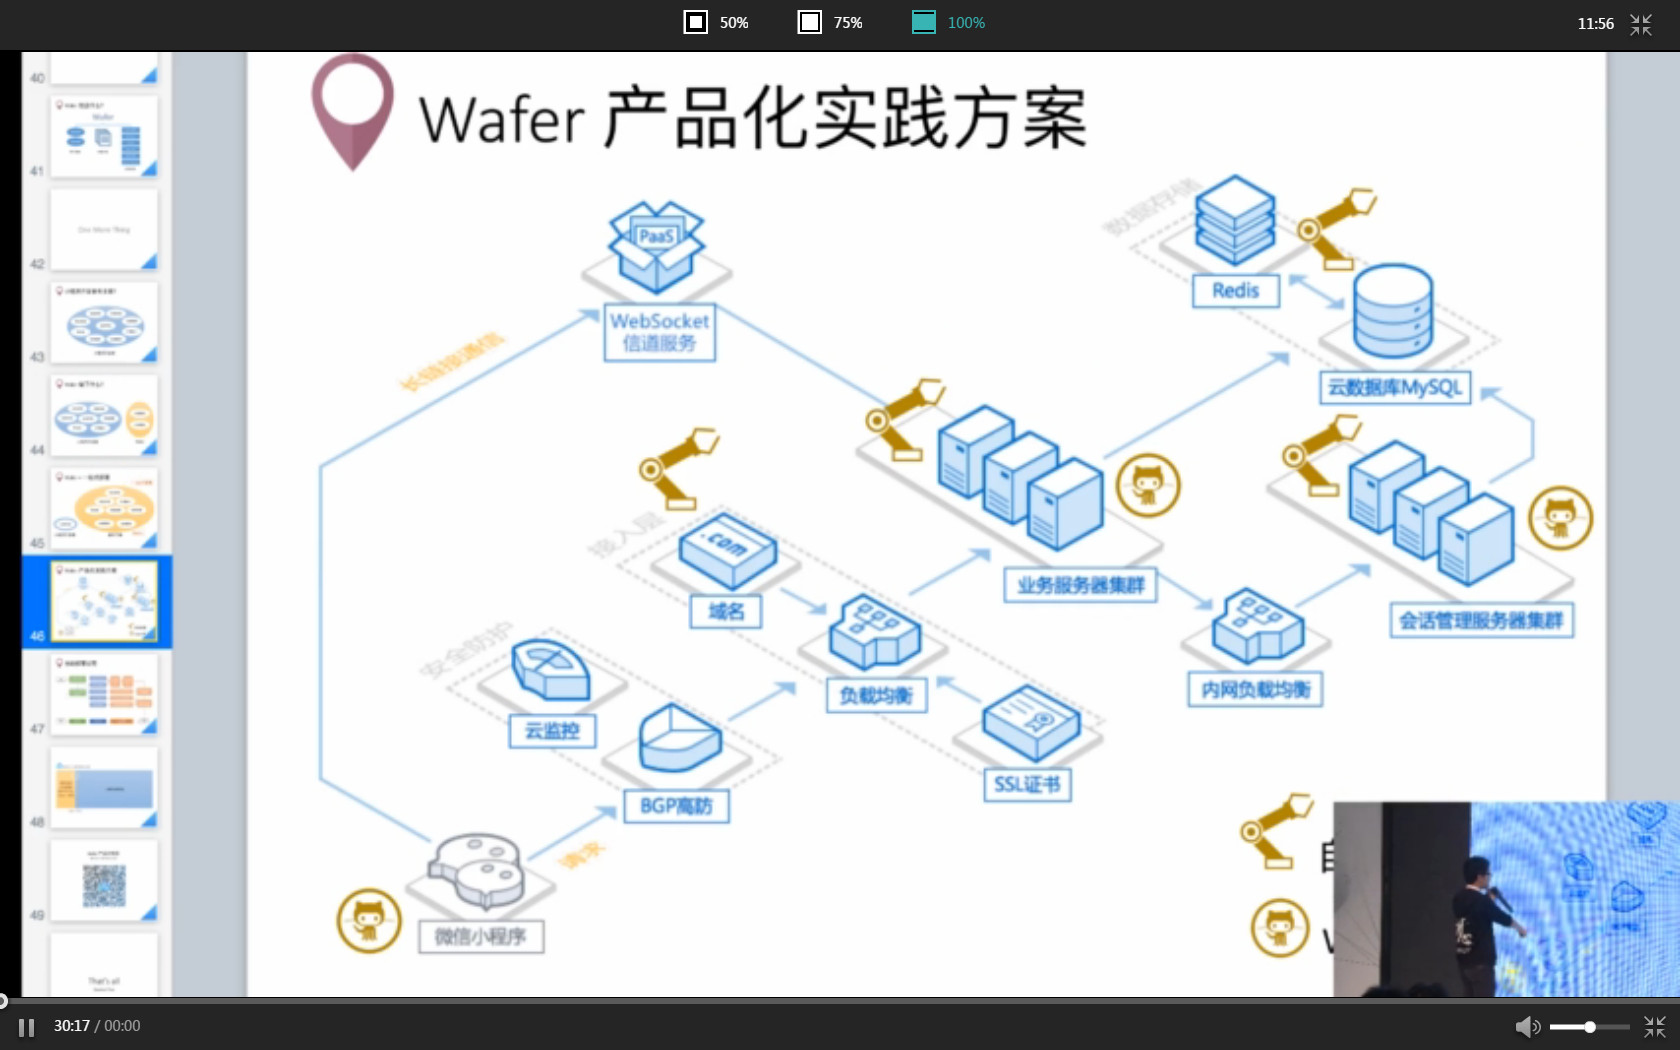 50%
75%
100%
11:56
40
41
42
One More Thing
43
44
45
46
47
48
49
That's all
Wafer 产品化实践方案
PaaS
WebSocket
信道服务
长链接通信
数据存储
Redis
云数据库MySQL
接入层
.com
域名
业务服务器集群
会话管理服务器集群
负载均衡
内网负载均衡
SSL证书
安全防护
云监控
BGP高防
请求
微信小程序
30:17 / 00:00